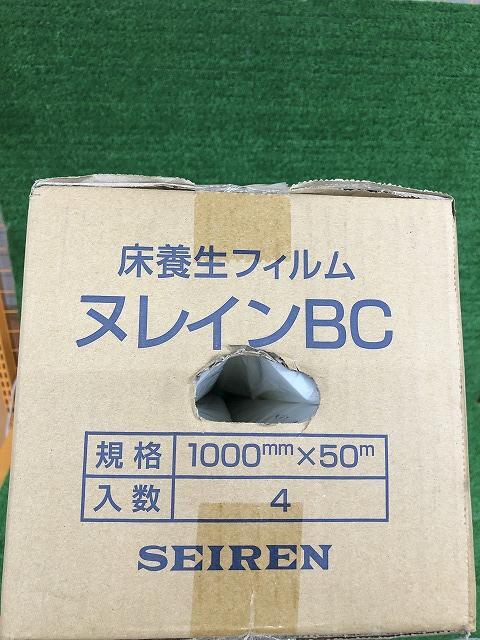 床養生フィルム
ヌレインBC
規格 1000mm×50m
入数 4
SEIREN